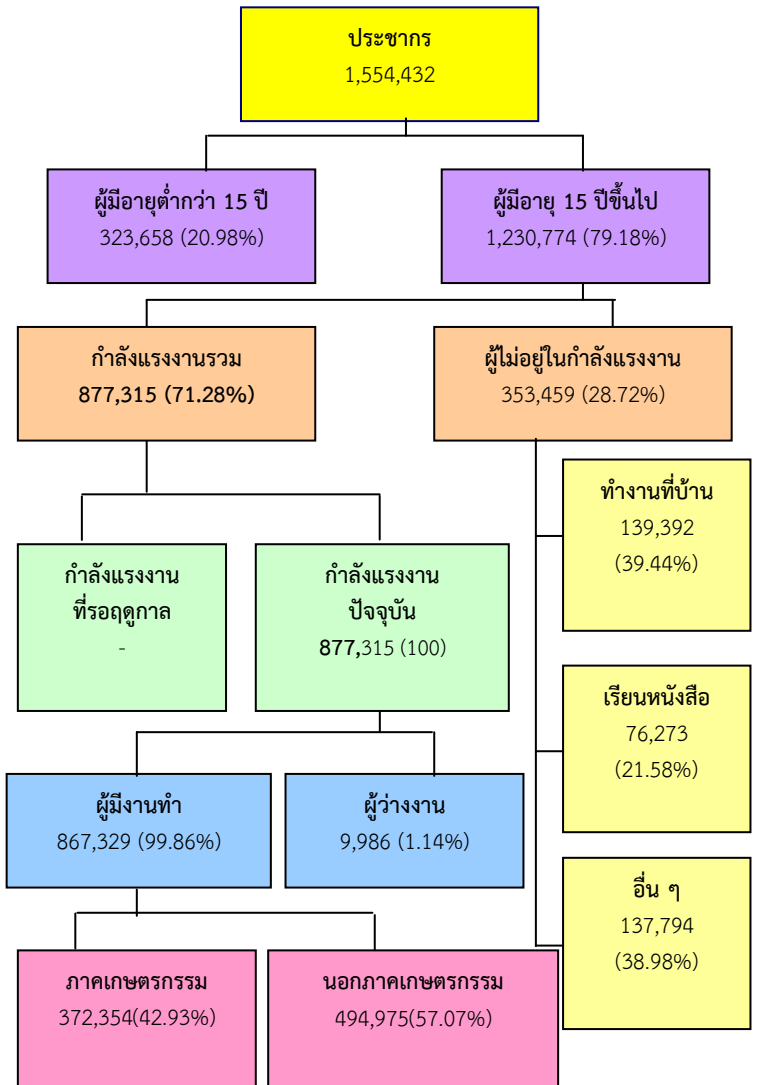 ประชากร
1,554,432
ผู้มีอายุต่ำกว่า 15 ปี
323,658 (20.98%)
ผู้มีอายุ 15 ปีขึ้นไป
1,230,774 (79.18%)
กำลังแรงงานรวม
877,315 (71.28%)
ผู้ไม่อยู่ในกำลังแรงงาน
353,459 (28.72%)
ทำงานที่บ้าน
139,392
(39.44%)
กำลังแรงงาน
ที่รอฤดูกาล
-
กำลังแรงงาน
ปัจจุบัน
877,315 (100)
เรียนหนังสือ
76,273
(21.58%)
ผู้มีงานทำ
867,329 (99.86%)
ผู้ว่างงาน
9,986 (1.14%)
อื่น ๆ
137,794
(38.98%)
ภาคเกษตรกรรม
372,354(42.93%)
นอกภาคเกษตรกรรม
494,975(57.07%)